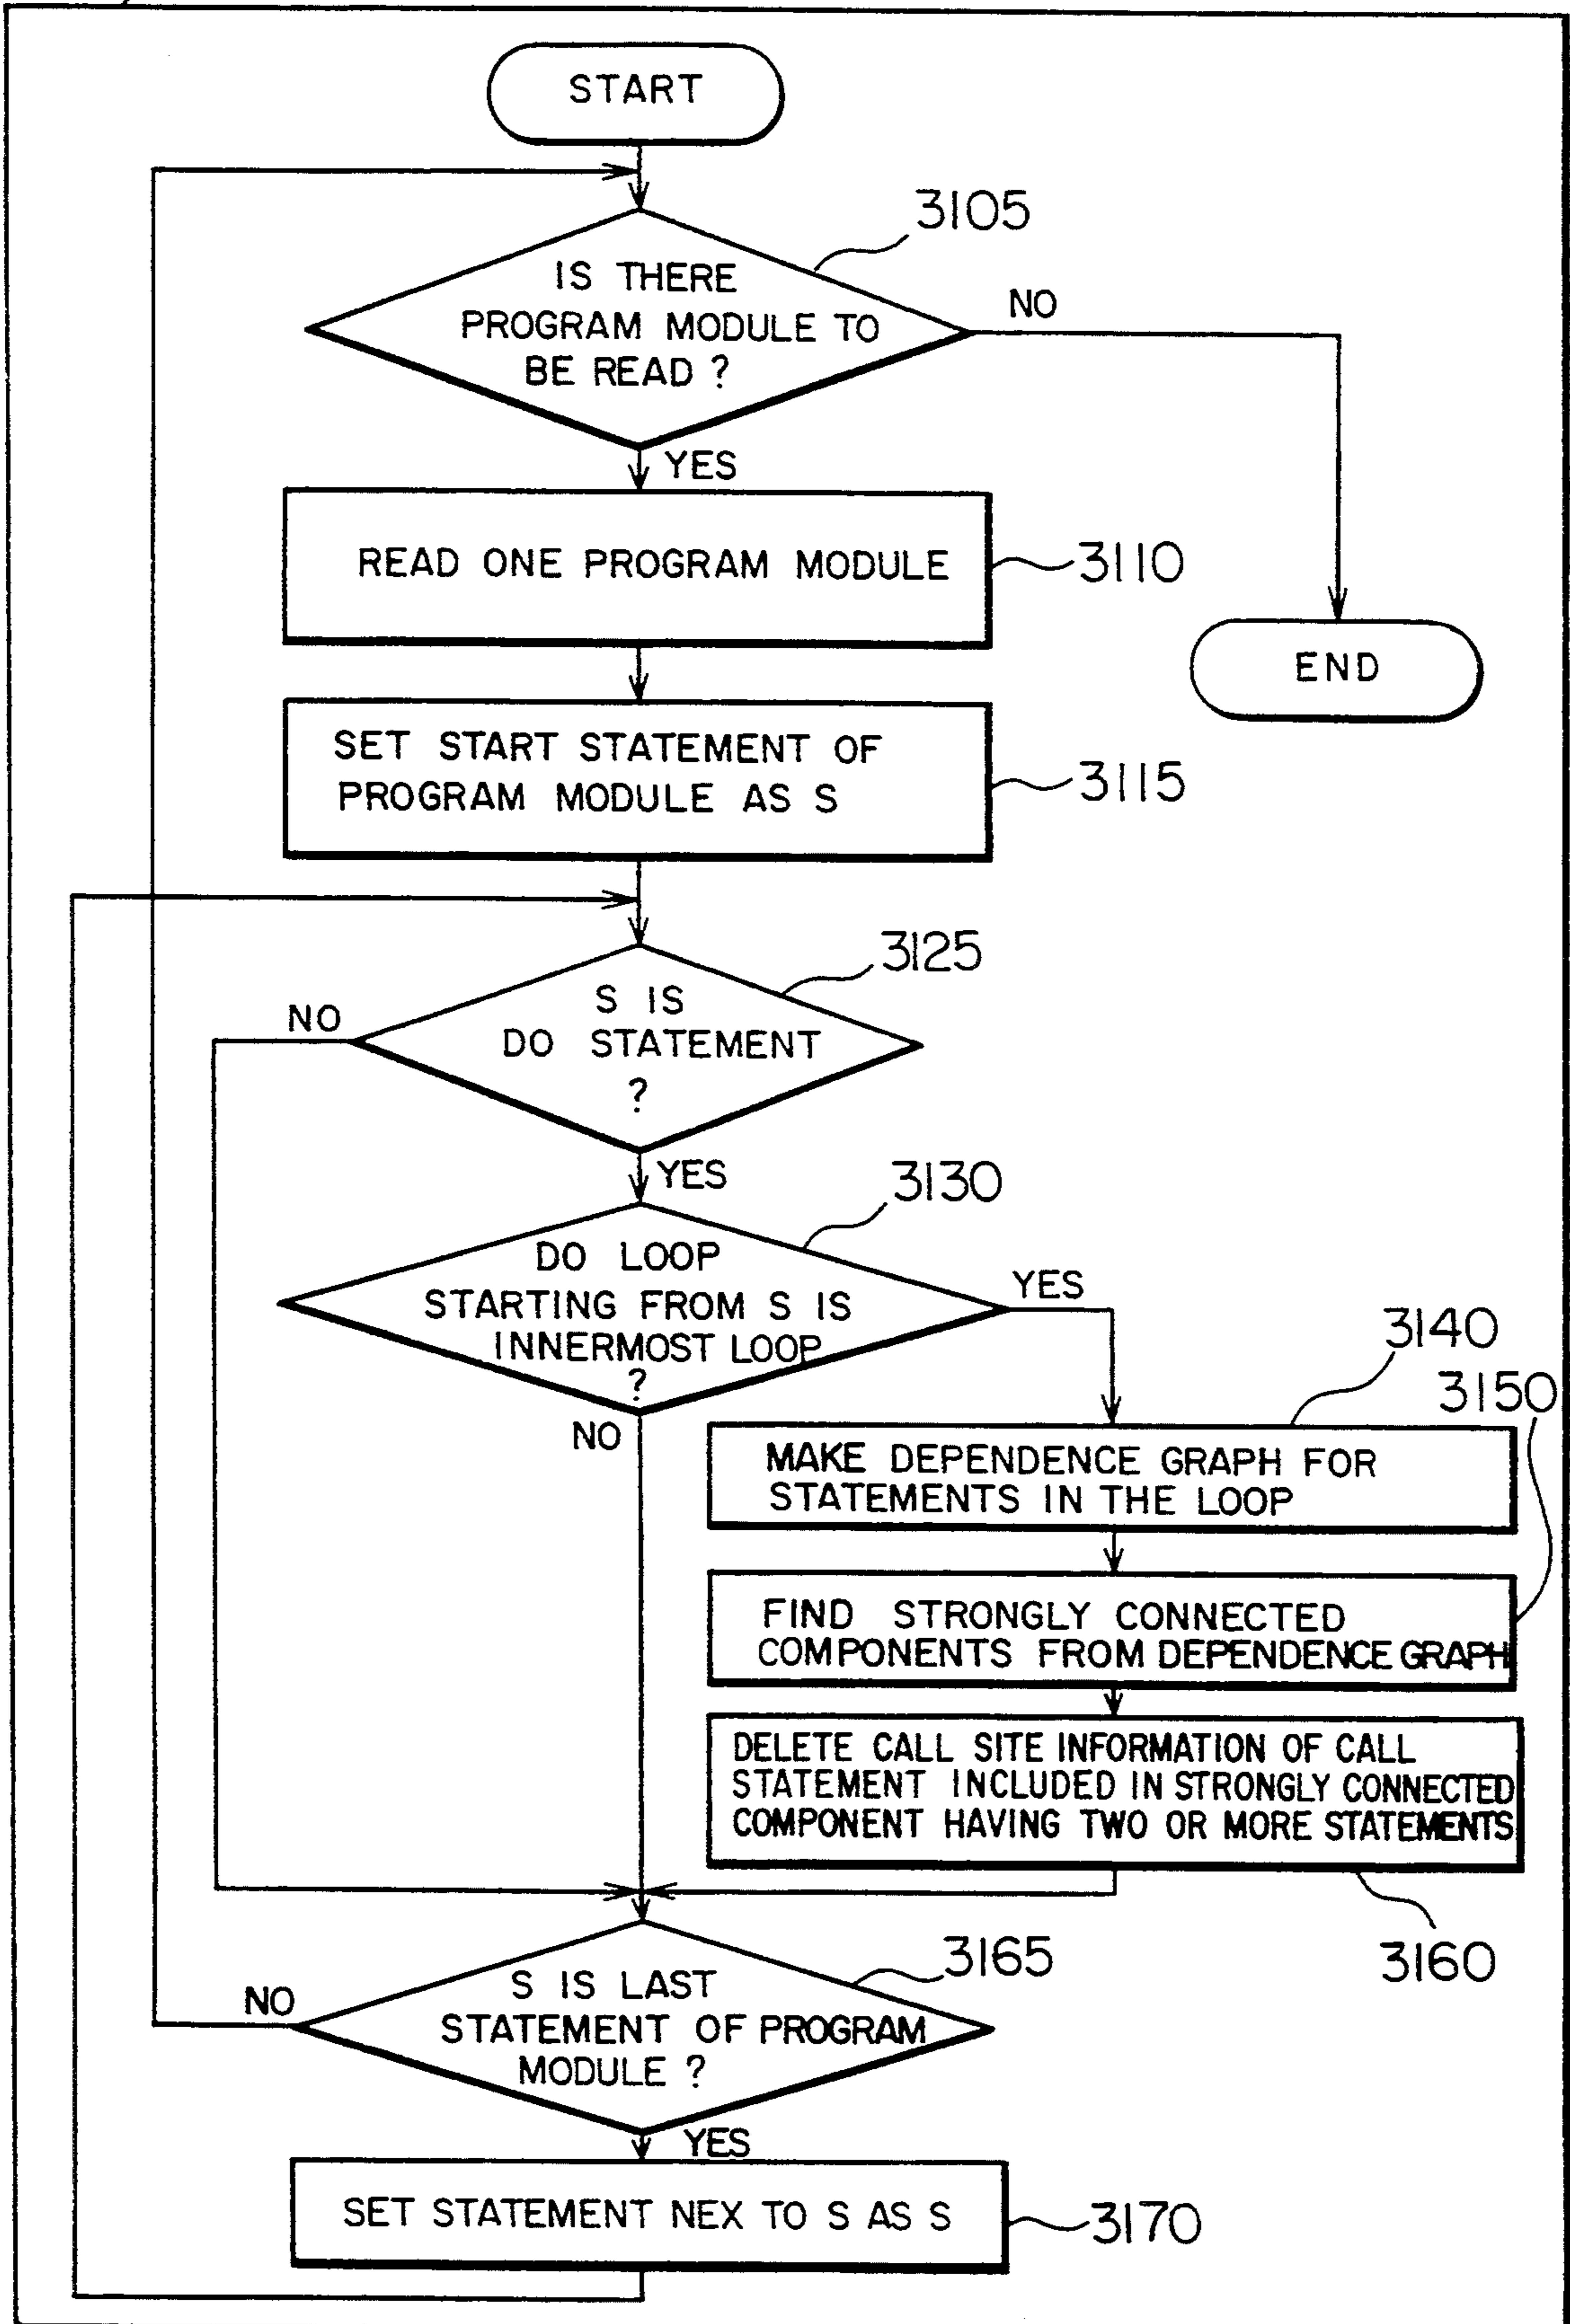 START
3105
IS THERE
PROGRAM MODULE TO
BE READ ?
NO
YES
READ ONE PROGRAM MODULE
3110
END
SET START STATEMENT OF
PROGRAM MODULE AS S
3115
3125
S IS
DO STATEMENT
?
NO
YES
3130
DO LOOP
STARTING FROM S IS
INNERMOST LOOP
?
YES
NO
3140
3150
MAKE DEPENDENCE GRAPH FOR
STATEMENTS IN THE LOOP
FIND STRONGLY CONNECTED
COMPONENTS FROM DEPENDENCE GRAPH
DELETE CALL SITE INFORMATION OF CALL
STATEMENT INCLUDED IN STRONGLY CONNECTED
COMPONENT HAVING TWO OR MORE STATEMENTS
3160
3165
S IS LAST
STATEMENT OF PROGRAM
MODULE ?
NO
YES
SET STATEMENT NEX TO S AS S
3170